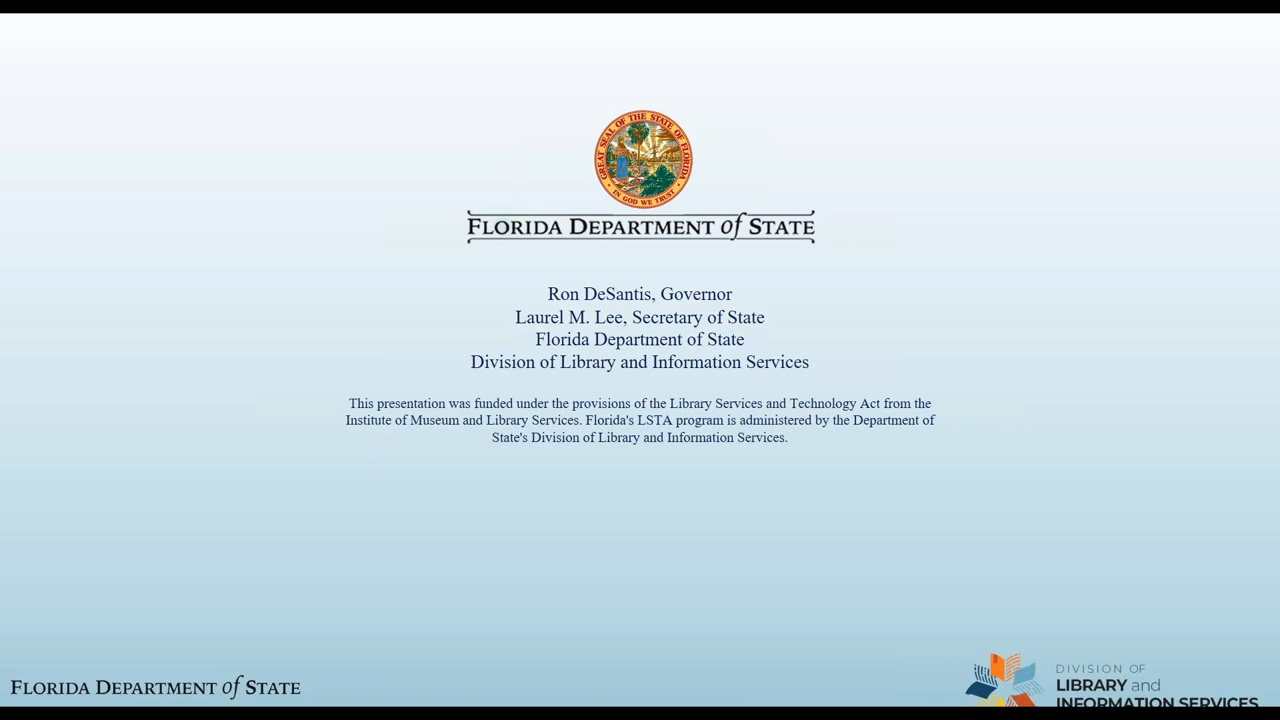 GREAT SEAL OF THE STATE OF FLORIDA
IN GOD WE TRUST
FLORIDA DEPARTMENT of STATE
Ron DeSantis, Governor
Laurel M. Lee, Secretary of State
Florida Department of State
Division of Library and Information Services
This presentation was funded under the provisions of the Library Services and Technology Act from the
Institute of Museum and Library Services. Florida's LSTA program is administered by the Department of
State's Division of Library and Information Services.
FLORIDA DEPARTMENT of STATE
DIVISION OF
LIBRARY and
INFORMATION SERVICES